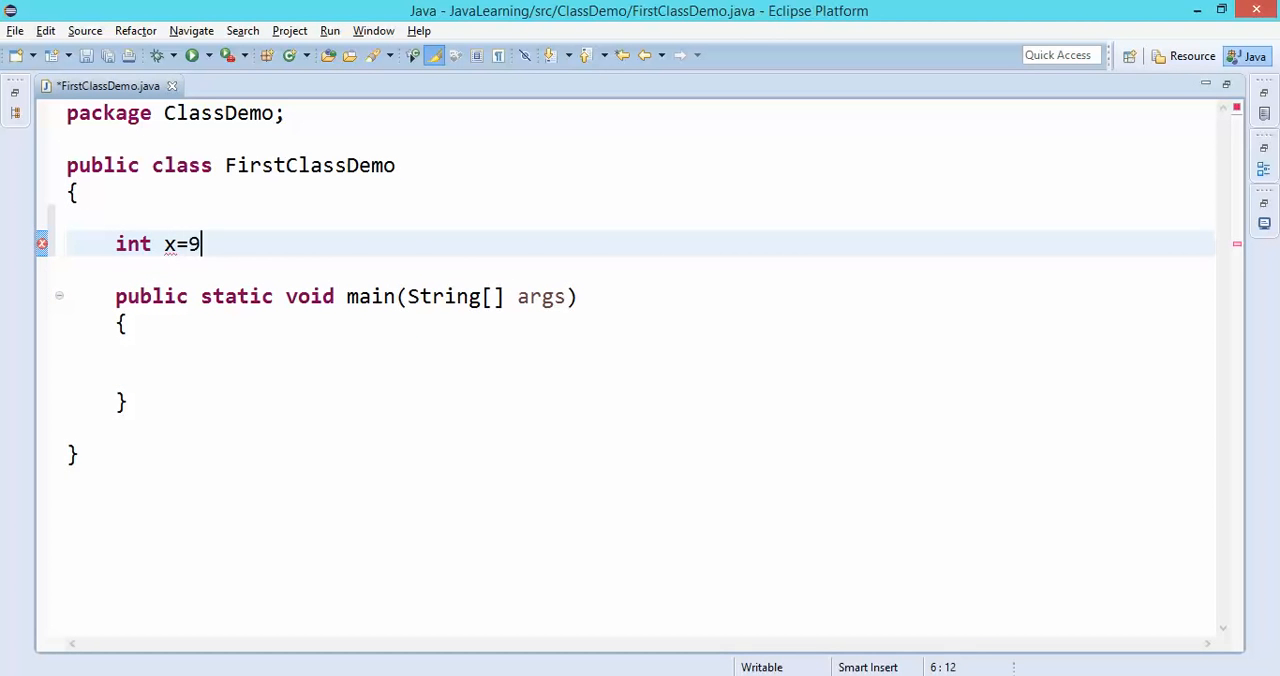 Java - JavaLearning/src/ClassDemo/FirstClassDemo.java - Eclipse Platform
File Edit Source Refactor Navigate Search Project Run Window Help
Quick Access Resource Java
*FirstClassDemo.java
package ClassDemo;
public class FirstClassDemo
{
int x=9
public static void main(String[] args)
{
}
}
Writable Smart Insert 6 : 12